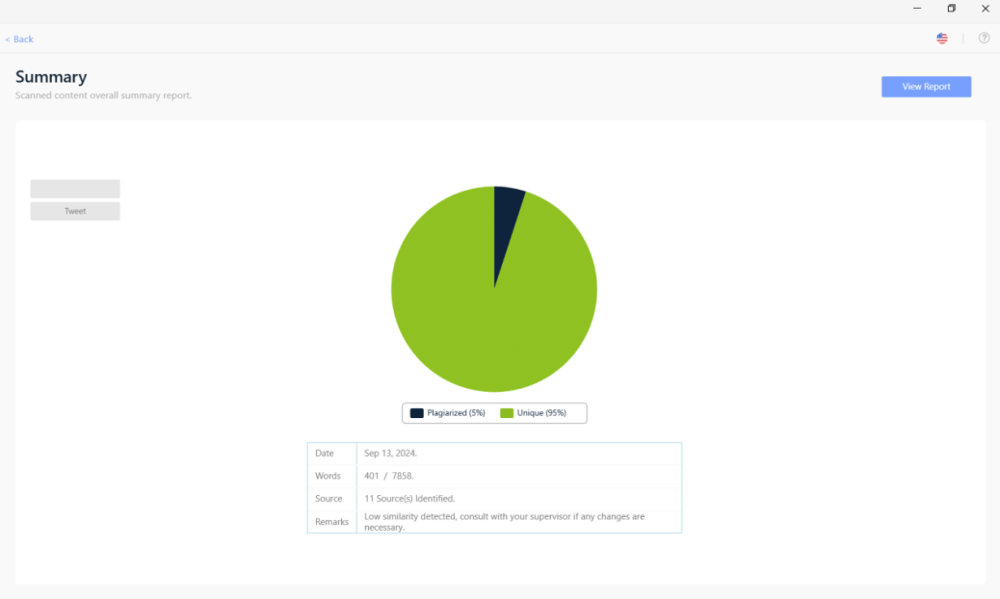 < Back
?
Summary
Scanned content overall summary report.
View Report
Tweet
Plagiarized (5%) Unique (95%)
Date Sep 13, 2024.
Words 401 / 7858.
Source 11 Source(s) Identified.
Remarks Low similarity detected, consult with your supervisor if any changes are
necessary.